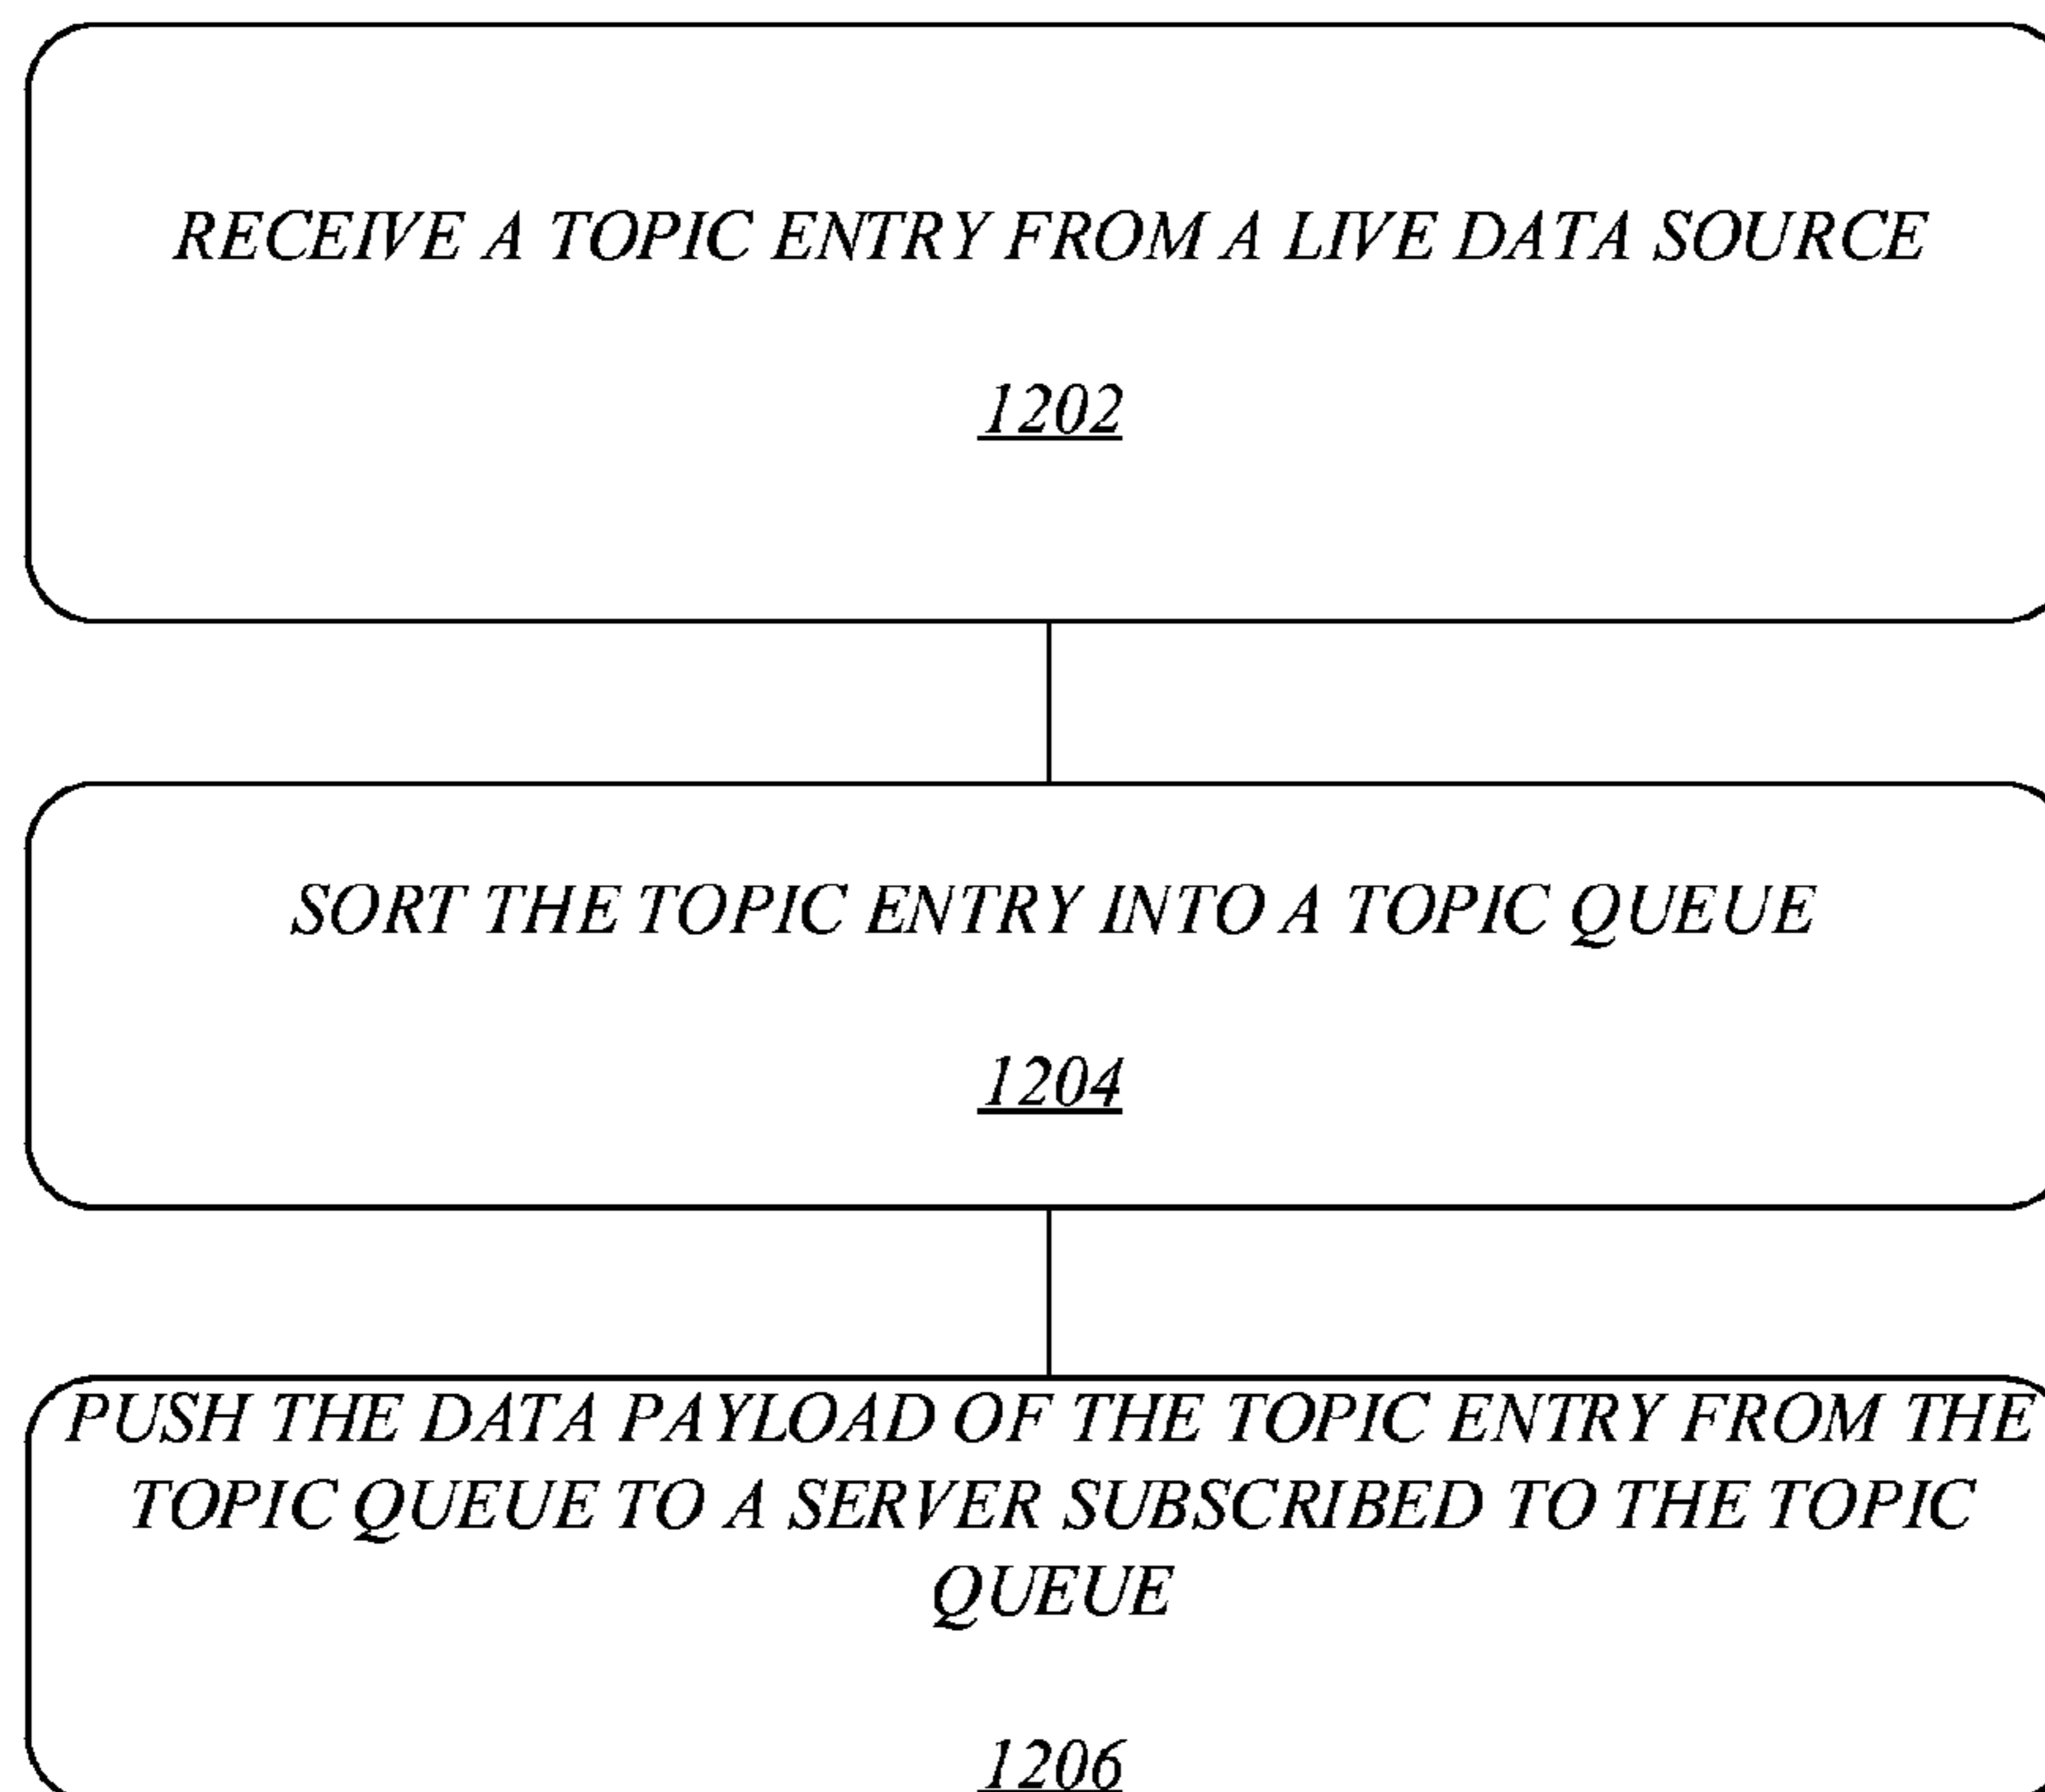 RECEIVE A TOPIC ENTRY FROM A LIVE DATA SOURCE
1202
SORT THE TOPIC ENTRY INTO A TOPIC QUEUE
1204
PUSH THE DATA PAYLOAD OF THE TOPIC ENTRY FROM THE
TOPIC QUEUE TO A SERVER SUBSCRIBED TO THE TOPIC
QUEUE
1206